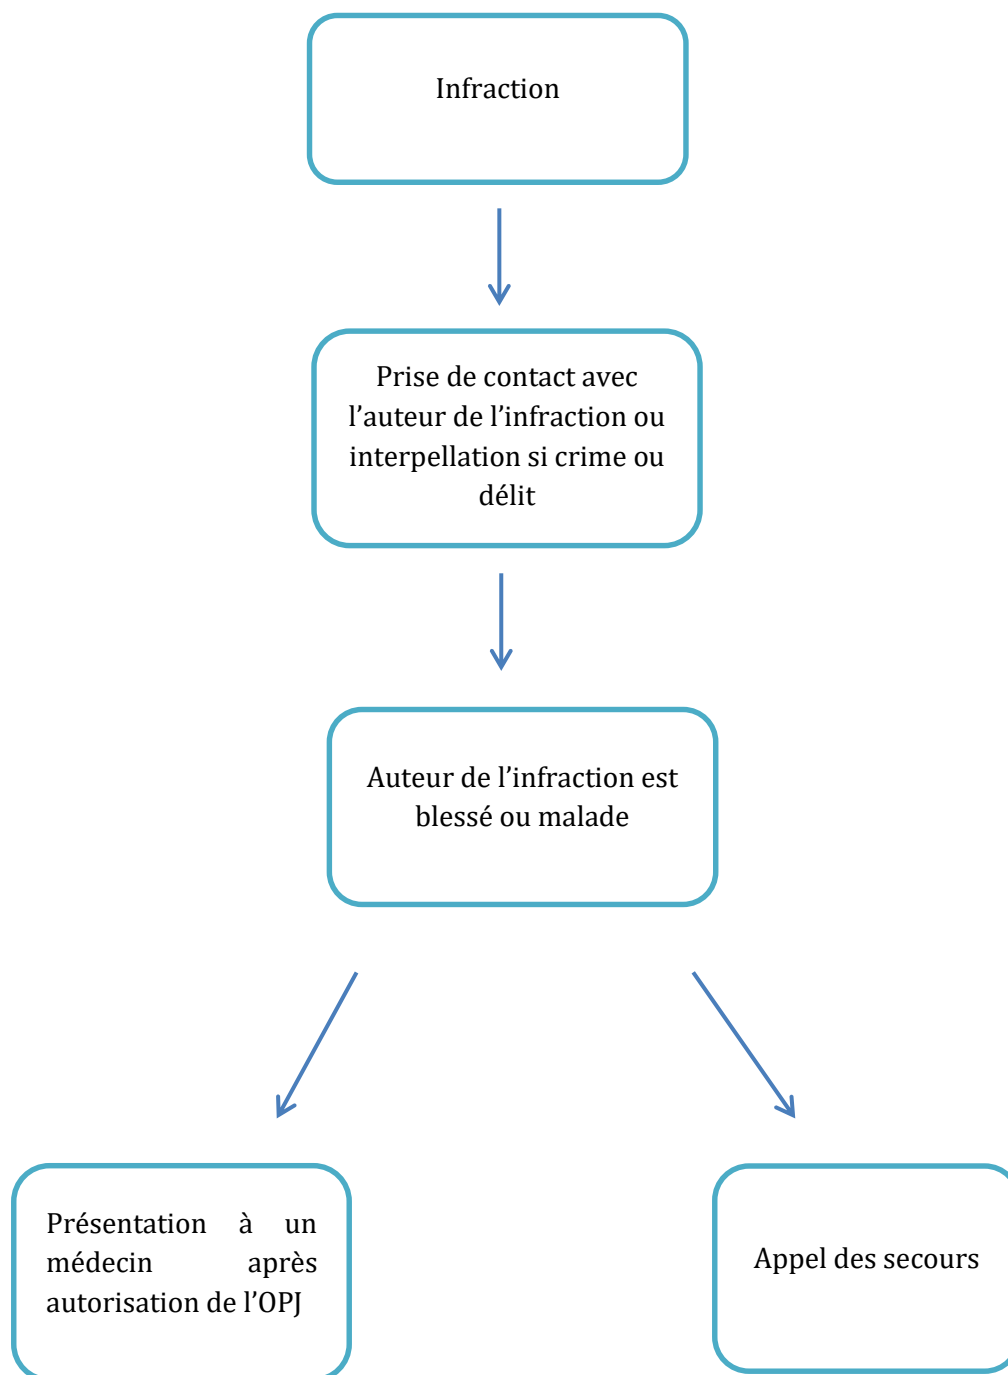 Infraction
Prise de contact avec
l’auteur de l’infraction ou
interpellation si crime ou
délit
Auteur de l’infraction est
blessé ou malade
Présentation à un
médecin après
autorisation de l’OPJ
Appel des secours